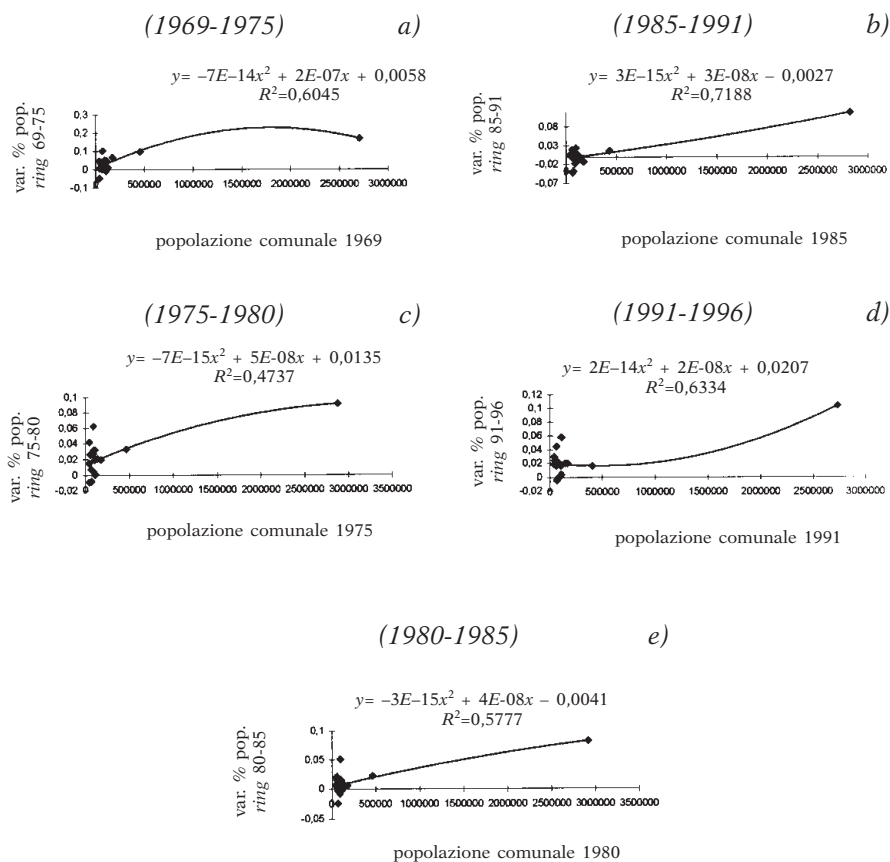 (1969-1975) a)
y= –7E–14x² + 2E-07x + 0,0058
R²=0,6045
var. % pop.
ring 69-75
0,3
0,2
0,1
0
-0,1
0 500000 1000000 1500000 2000000 2500000 3000000
popolazione comunale 1969
(1985-1991) b)
y= 3E–15x² + 3E-08x – 0,0027
R²=0,7188
var. % pop.
ring 85-91
0,08
0,03
-0,02
-0,07
500000 1000000 1500000 2000000 2500000 3000000
popolazione comunale 1985
(1975-1980) c)
y= –7E–15x² + 5E-08x + 0,0135
R²=0,4737
var. % pop.
ring 75-80
0,1
0,08
0,06
0,04
0,02
0
-0,02
0 500000 1000000 1500000 2000000 2500000 3000000 3500000
popolazione comunale 1975
(1991-1996) d)
y= 2E–14x² + 2E-08x + 0,0207
R²=0,6334
var. % pop.
ring 91-96
0,12
0,1
0,08
0,06
0,04
0,02
0
0,02
0 500000 1000000 1500000 2000000 2500000 3000000
popolazione comunale 1991
(1980-1985) e)
y= –3E–15x² + 4E-08x – 0,0041
R²=0,5777
var. % pop.
ring 80-85
0,1
0,05
0,00
-0,05
0 500000 1000000 1500000 2000000 2500000 3000000 3500000
popolazione comunale 1980